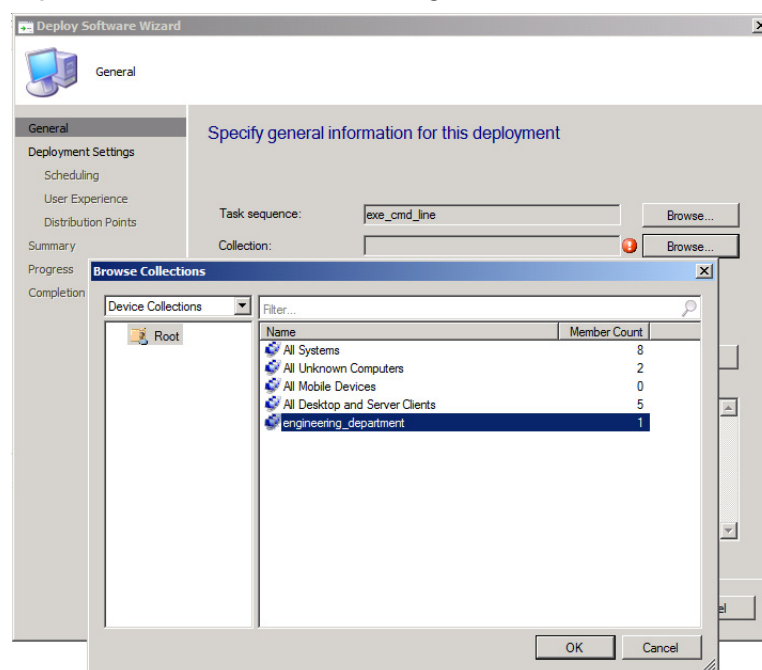 Deploy Software Wizard
General
General
Deployment Settings
Scheduling
User Experience
Distribution Points
Summary
Progress
Completion
Specify general information for this deployment
Task sequence: exe_cmd_line Browse...
Collection: Browse...
Browse Collections
Device Collections Filter...
Root
Name Member Count
All Systems 8
All Unknown Computers 2
All Mobile Devices 0
All Desktop and Server Clients 5
engineering_department 1
OK Cancel